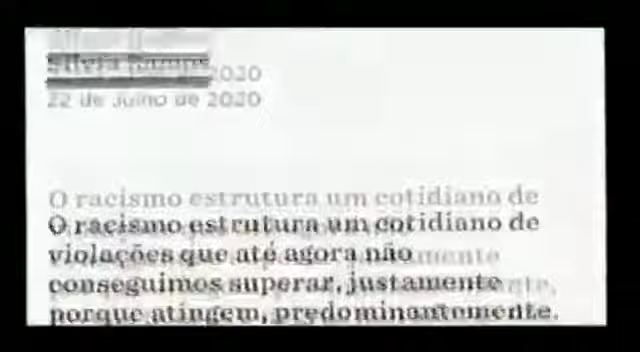 2020
22 de Julho de 2020
O racismo estrutura um cotidiano de
O racismo estrutura um cotidiano de
violações que até agora não
conseguimos superar, justamente
porque atingem, predominantemente,